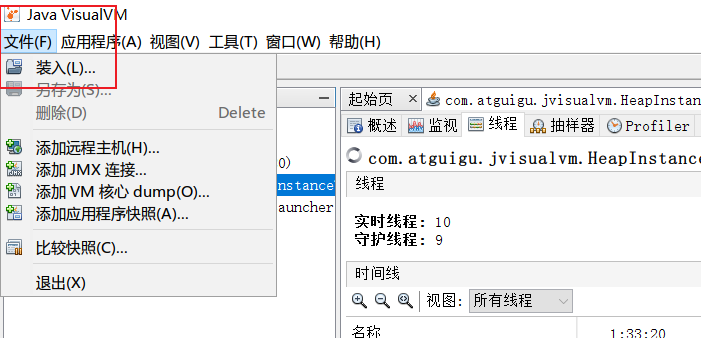 Java VisualVM
文件(F) 应用程序(A) 视图(V) 工具(T) 窗口(W) 帮助(H)
装入(L)...
另存为(S)...
删除(D) Delete
添加远程主机(H)...
添加 JMX 连接...
添加 VM 核心 dump(O)...
添加应用程序快照(A)...
比较快照(C)...
退出(X)
0)
nstance
auncher
起始页 com.atguigu.jvisualvm.HeapInstan
概述 监视 线程 抽样器 Profiler
com.atguigu.jvisualvm.HeapInstance
线程
实时线程: 10
守护线程: 9
时间线
视图: 所有线程
名称 1:33:20